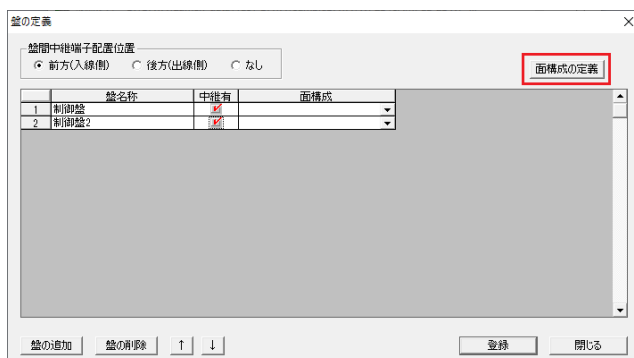 盤の定義
盤間中継端子配置位置
前方(入線側) 後方(出線側) なし
面構成の定義
盤名称 中継有 面構成
1 制御盤
2 制御盤2
盤の追加 盤の削除 ↑ ↓ 登録 閉じる